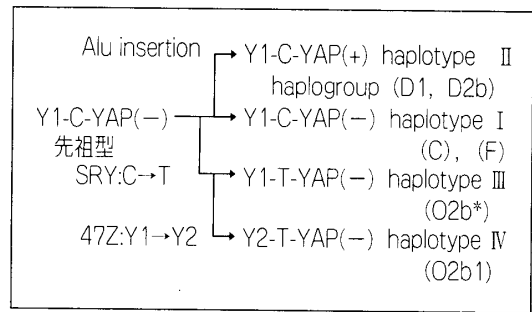 Alu insertion
Y1-C-YAP(+) haplotype Ⅱ
haplogroup (D1, D2b)
Y1-C-YAP(-)
Y1-C-YAP(-) haplotype Ⅰ
先祖型
(C), (F)
SRY:C→T
Y1-T-YAP(-) haplotype Ⅲ
(O2b*)
47Z:Y1→Y2
Y2-T-YAP(-) haplotype Ⅳ
(O2b1)